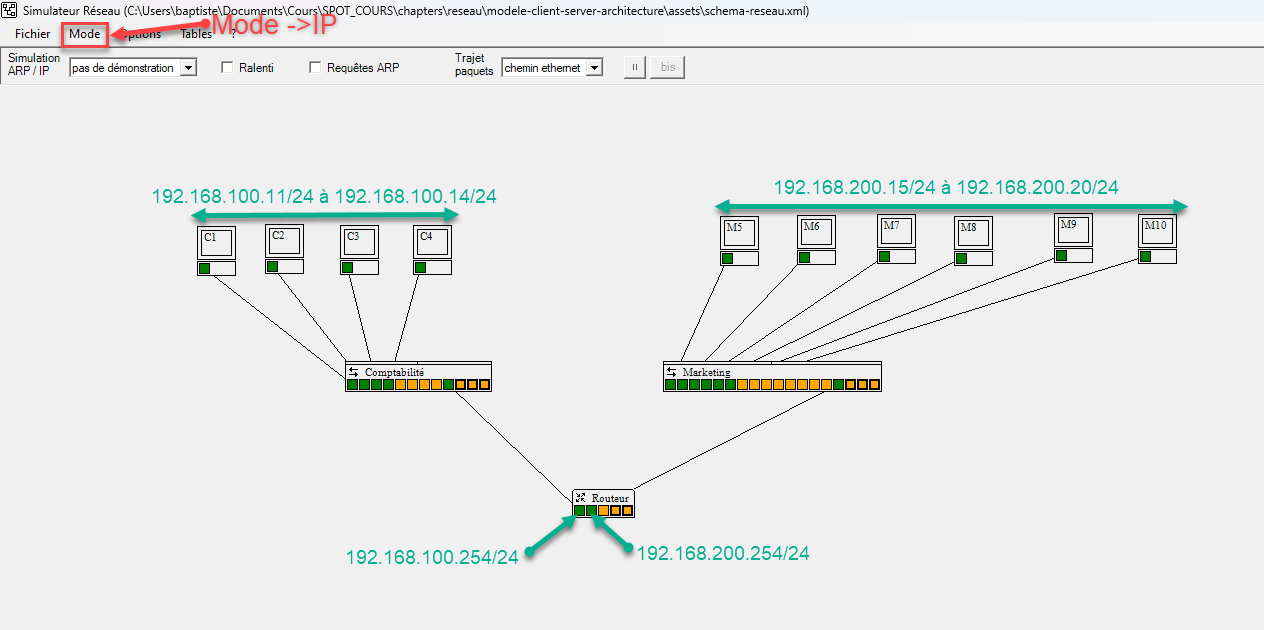 Simulateur Réseau (C:\Users\baptiste\Documents\Cours\SPOT_COURS\chapters\reseau\modele-client-server-architecture\assets\schema-reseau.xml)
Mode ->IP
Fichier Mode Options Tables ?
Simulation
ARP / IP
pas de démonstration
Ralenti
Requêtes ARP
Trajet
paquets
chemin ethernet
II
bis
192.168.100.11/24 à 192.168.100.14/24
192.168.200.15/24 à 192.168.200.20/24
C1
C2
C3
C4
M5
M6
M7
M8
M9
M10
Comptabilité
Marketing
Routeur
192.168.100.254/24
192.168.200.254/24